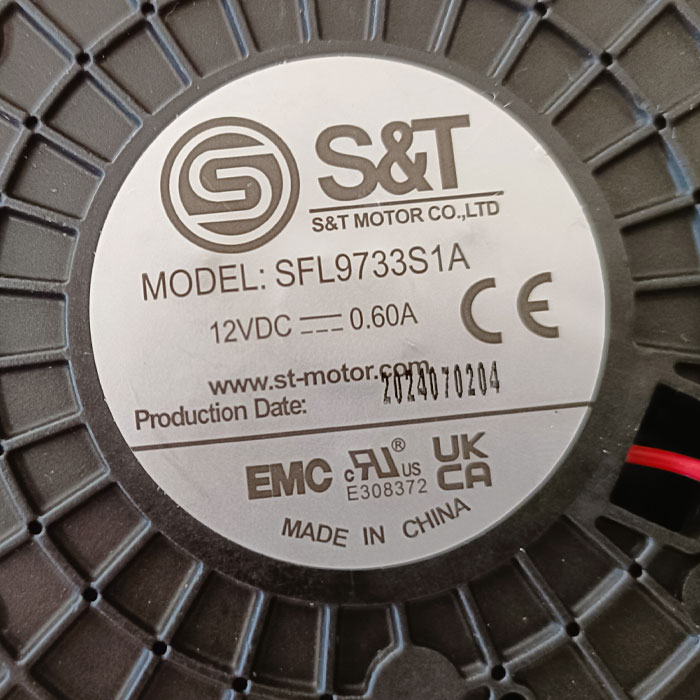 S&T
S&T MOTOR CO.,LTD
MODEL: SFL9733S1A
12VDC ⎓ 0.60A
CE
www.st-motor.com
Production Date: 2024070204
EMC c RU ® US UK CA
E308372
MADE IN CHINA